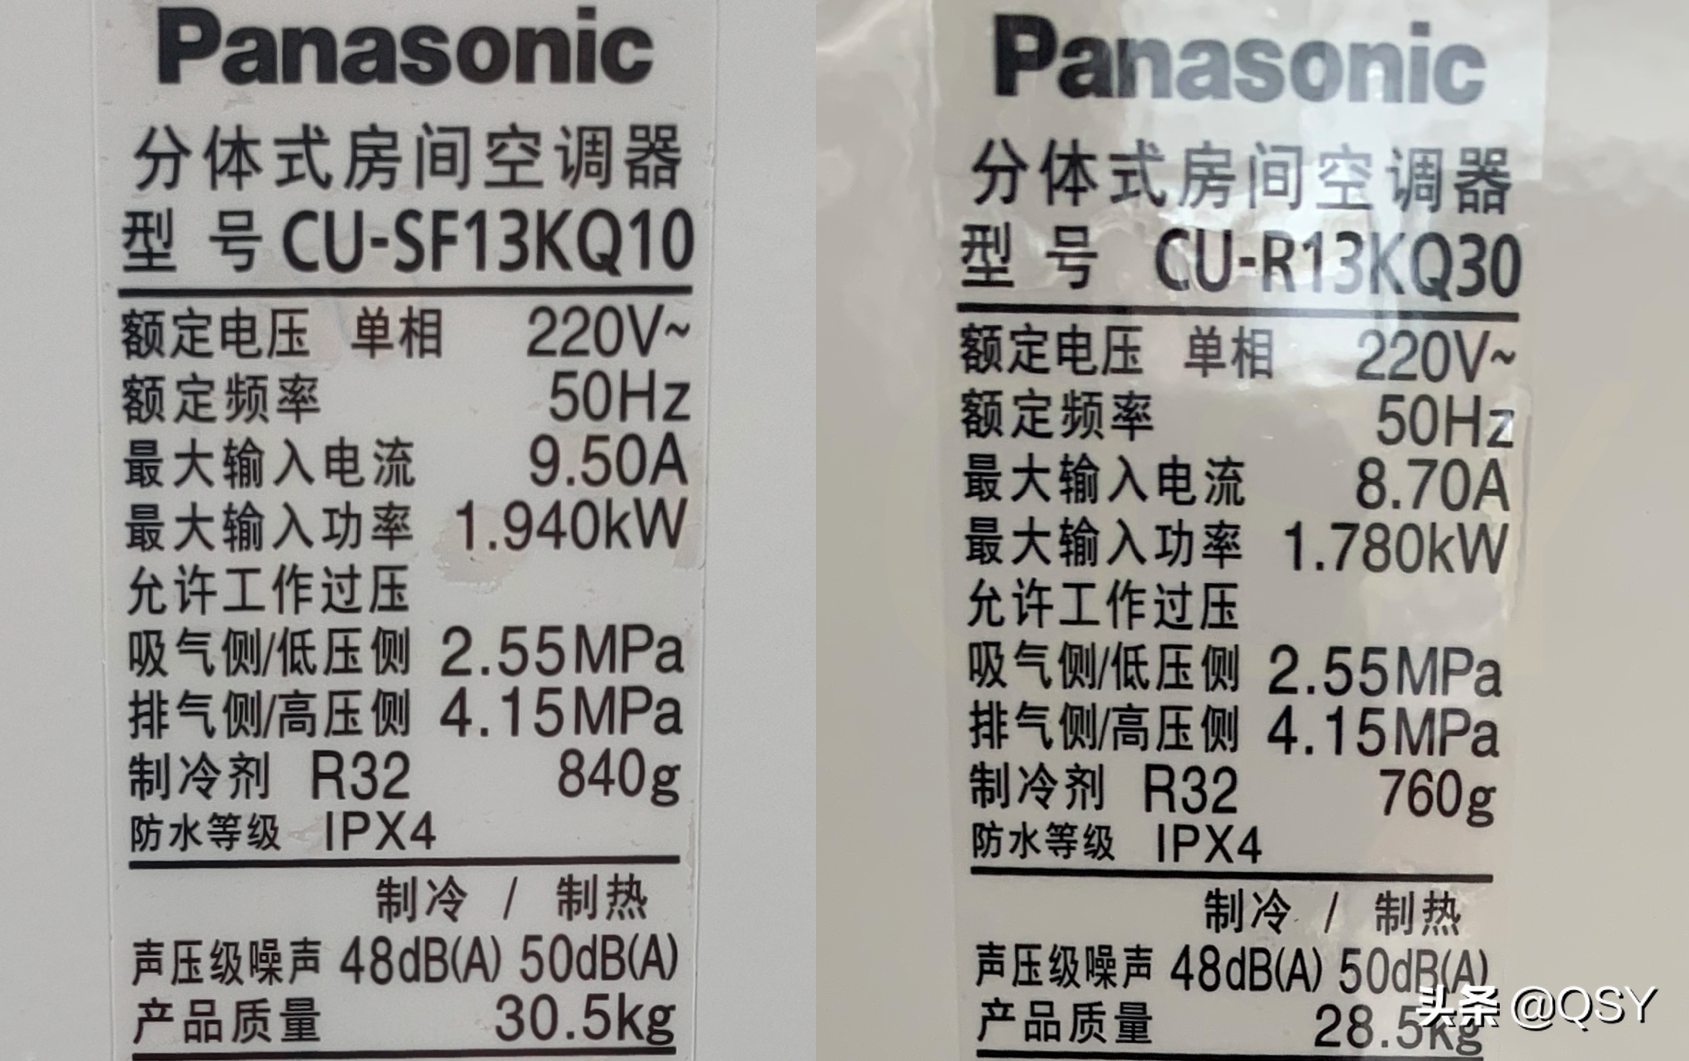 Panasonic
分体式房间空调器
型 号 CU-SF13KQ10
额定电压 单相 220V~
额定频率 50Hz
最大输入电流 9.50A
最大输入功率 1.940kW
允许工作过压
吸气侧/低压侧 2.55MPa
排气侧/高压侧 4.15MPa
制冷剂 R32 840g
防水等级 IPX4
制冷 / 制热
声压级噪声 48dB(A) 50dB(A)
产品质量 30.5kg
Panasonic
分体式房间空调器
型 号 CU-R13KQ30
额定电压 单相 220V~
额定频率 50Hz
最大输入电流 8.70A
最大输入功率 1.780kW
允许工作过压
吸气侧/低压侧 2.55MPa
排气侧/高压侧 4.15MPa
制冷剂 R32 760g
防水等级 IPX4
制冷 / 制热
声压级噪声 48dB(A) 50dB(A)
产品质量 28.5kg
头条 @QSY